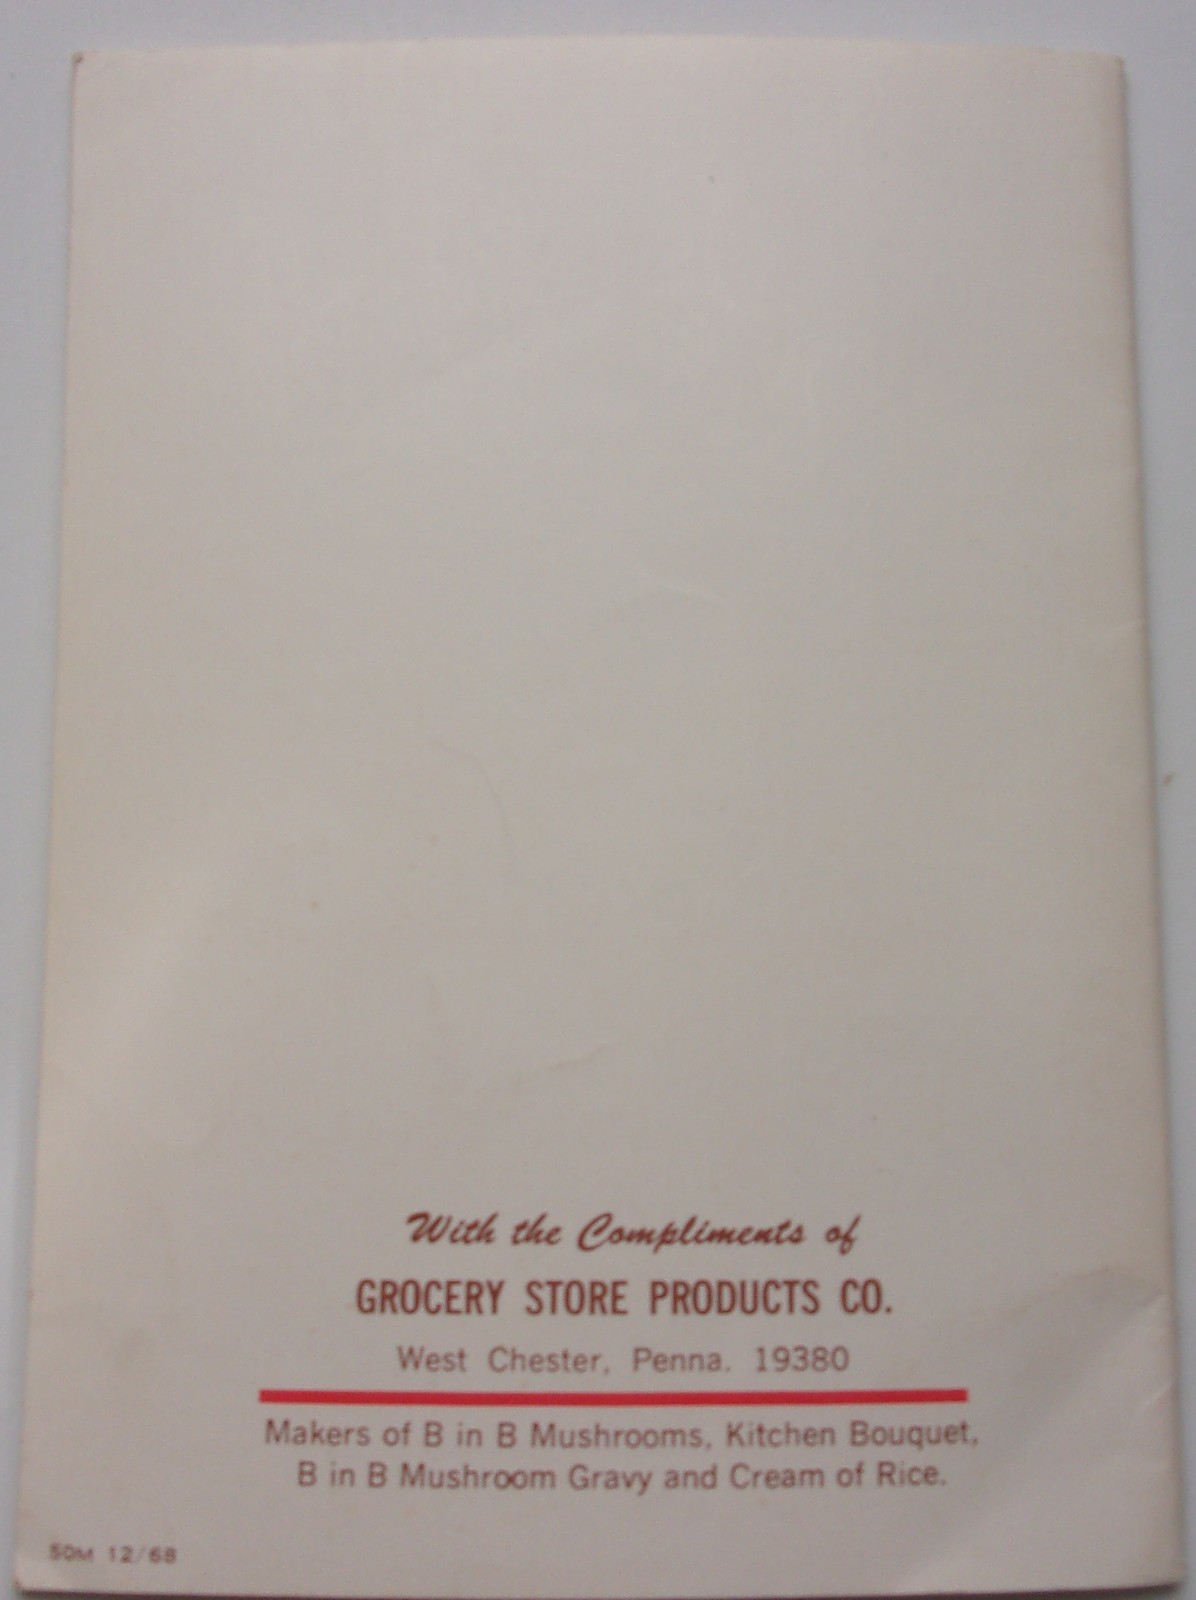 With the Compliments of
GROCERY STORE PRODUCTS CO.
West Chester, Penna. 19380
Makers of B in B Mushrooms, Kitchen Bouquet,
B in B Mushroom Gravy and Cream of Rice.
50M 12/68